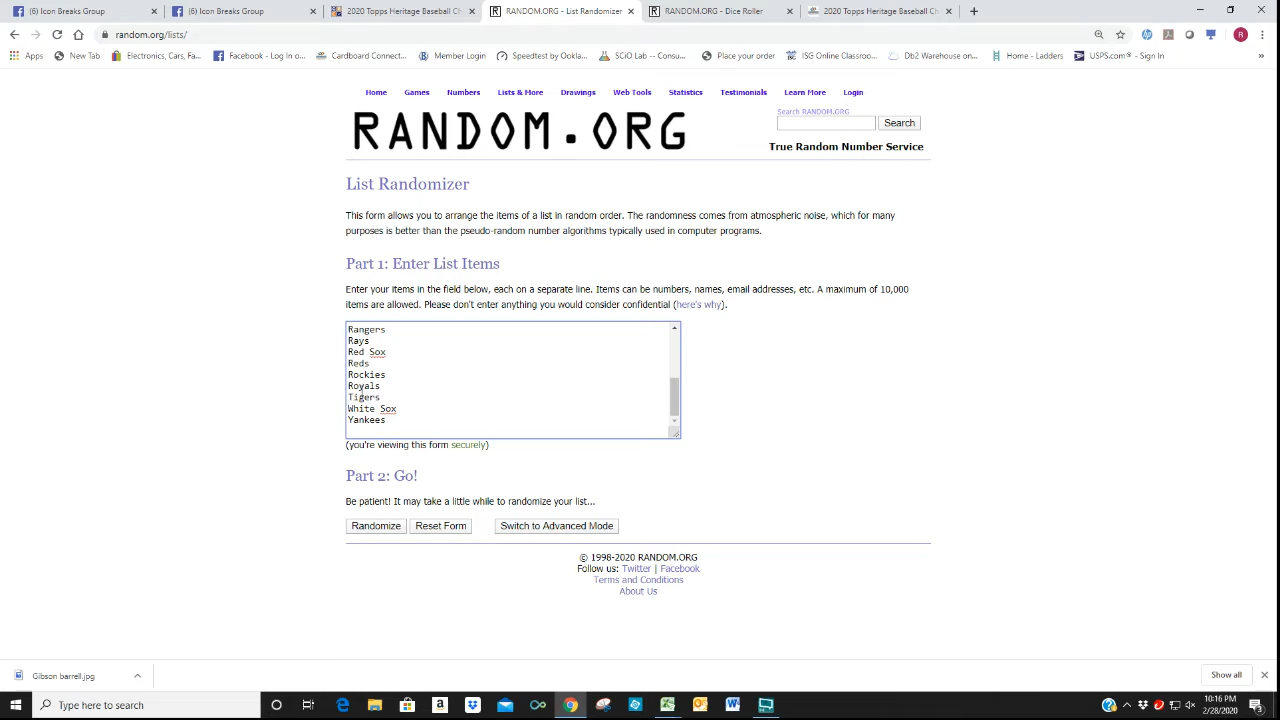 (6) Icon Breaks Group
(6) Icon Breaks Group
2020 Topps Heritage Baseball Ch
RANDOM.ORG - List Randomizer
RANDOM.ORG - Dice Roller
2020 Topps Heritage Baseball Ch
random.org/lists/
R
Apps
New Tab
Electronics, Cars, Fa...
Facebook - Log In o...
Cardboard Connect...
Member Login
Speedtest by Ookla...
SCiO Lab -- Consu...
Place your order
ISG Online Classroo...
Db2 Warehouse on...
Home - Ladders
USPS.com® - Sign In
»
Home Games Numbers Lists & More Drawings Web Tools Statistics Testimonials Learn More Login
RANDOM.ORG
Search RANDOM.ORG
Search
True Random Number Service
List Randomizer
This form allows you to arrange the items of a list in random order. The randomness comes from atmospheric noise, which for many
purposes is better than the pseudo-random number algorithms typically used in computer programs.
Part 1: Enter List Items
Enter your items in the field below, each on a separate line. Items can be numbers, names, email addresses, etc. A maximum of 10,000
items are allowed. Please don't enter anything you would consider confidential (here's why).
Rangers
Rays
Red Sox
Reds
Rockies
Royals
Tigers
White Sox
Yankees
(you're viewing this form securely)
Part 2: Go!
Be patient! It may take a little while to randomize your list...
Randomize Reset Form Switch to Advanced Mode
© 1998-2020 RANDOM.ORG
Follow us: Twitter | Facebook
Terms and Conditions
About Us
Gibson barrell.jpg
Show all
Type here to search
10:16 PM
2/28/2020